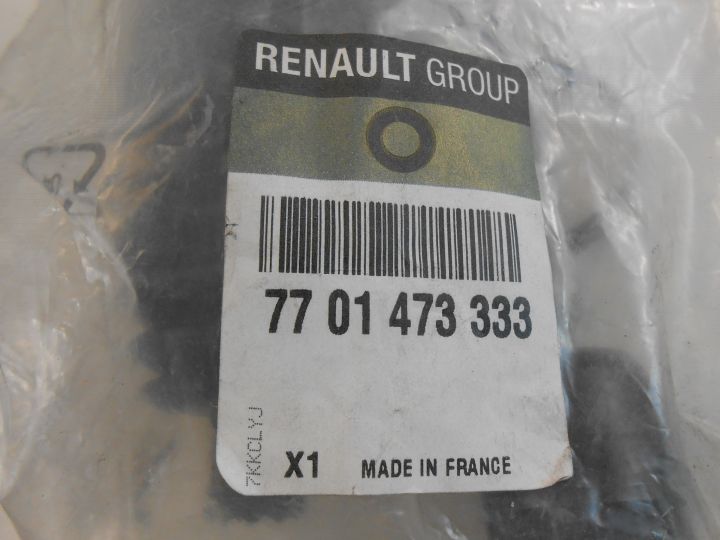 RENAULT GROUP
77 01 473 333
7KKCLYJ
X1 MADE IN FRANCE